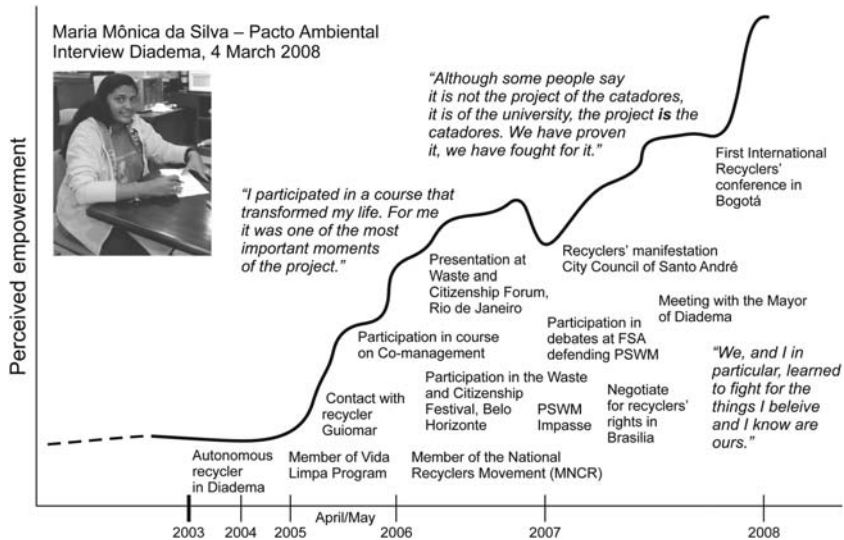 Maria Mônica da Silva – Pacto Ambiental
Interview Diadema, 4 March 2008
“Although some people say
it is not the project of the catadores,
it is of the university, the project is the
catadores. We have proven
it, we have fought for it.”
First International
Recyclers’
conference in
Bogotá
“I participated in a course that
transformed my life. For me
it was one of the most
important moments
of the project.”
Perceived empowerment
Presentation at
Waste and
Citizenship Forum,
Rio de Janeiro
Recyclers’ manifestation
City Council of Santo André
Meeting with the Mayor
of Diadema
Participation in course
on Co-management
Participation in
debates at FSA
defending PSWM
“We, and I in
particular, learned
to fight for the
things I beleive
and I know are
ours.”
Contact with
recycler
Guiomar
Participation in the Waste
and Citizenship
Festival, Belo
Horizonte
PSWM
Impasse
Negotiate
for recyclers’
rights in
Brasilia
Autonomous
recycler
in Diadema
Member of Vida
Limpa Program
Member of the National
Recyclers Movement (MNCR)
April/May
2003 2004 2005 2006 2007 2008